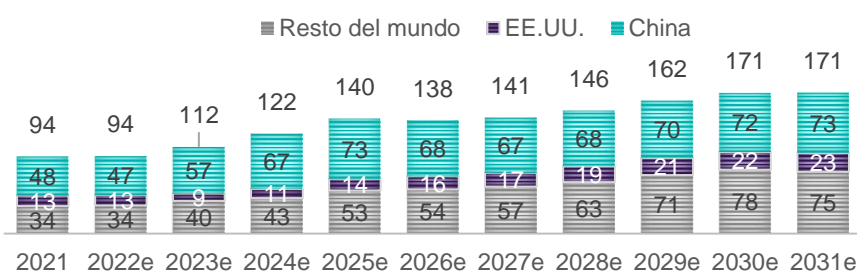 Resto del mundo EE.UU. China
94 94 112 122 140 138 141 146 162 171 171
48 47 57 67 73 68 67 68 70 72 73
13 13 9 11 14 16 17 19 21 22 23
34 34 40 43 53 54 57 63 71 78 75
2021 2022e 2023e 2024e 2025e 2026e 2027e 2028e 2029e 2030e 2031e